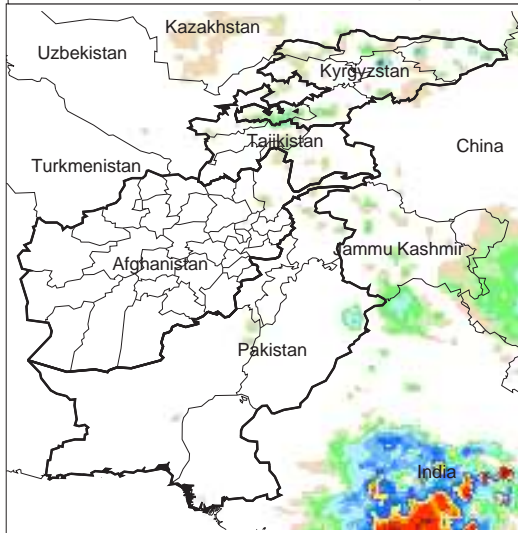 Kazakhstan
Uzbekistan
Kyrgyzstan
Tajikistan
China
Turkmenistan
Jammu Kashmir
Afghanistan
Pakistan
India